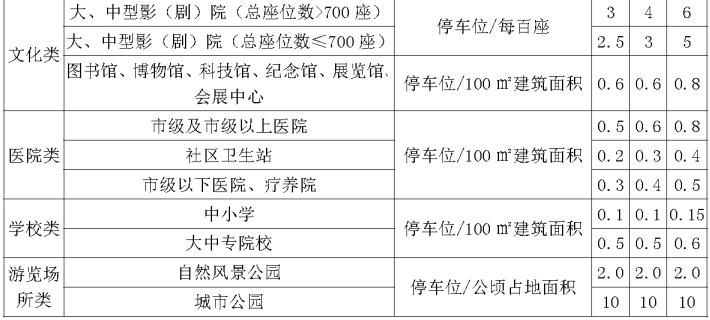 文化类 大、中型影（剧）院（总座位数>700 座） 停车位/每百座 3 4 6
大、中型影（剧）院（总座位数≤700 座） 2.5 3 5
图书馆、博物馆、科技馆、纪念馆、展览馆、
会展中心 停车位/100 ㎡建筑面积 0.6 0.6 0.8
医院类 市级及市级以上医院 停车位/100 ㎡建筑面积 0.5 0.6 0.8
社区卫生站 0.2 0.3 0.4
市级以下医院、疗养院 0.3 0.4 0.5
学校类 中小学 停车位/100 ㎡建筑面积 0.1 0.1 0.15
大中专院校 0.5 0.5 0.6
游览场
所类 自然风景公园 停车位/公顷占地面积 2.0 2.0 2.0
城市公园 10 10 10